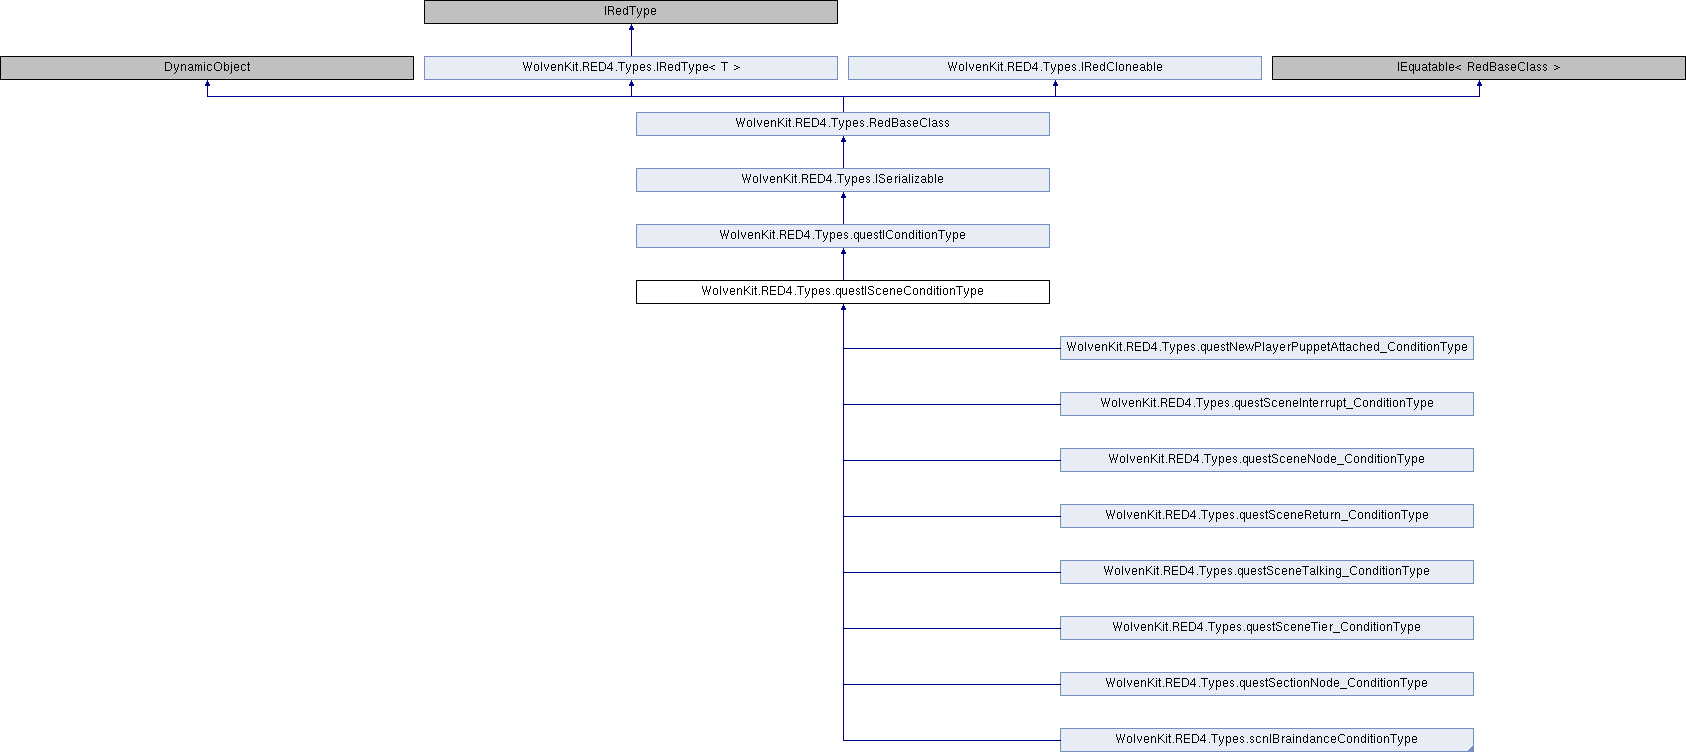 IRedType
DynamicObject
WolvenKit.RED4.Types.IRedType< T >
WolvenKit.RED4.Types.IRedCloneable
IEquatable< RedBaseClass >
WolvenKit.RED4.Types.RedBaseClass
WolvenKit.RED4.Types.ISerializable
WolvenKit.RED4.Types.questIConditionType
WolvenKit.RED4.Types.questISceneConditionType
WolvenKit.RED4.Types.questNewPlayerPuppetAttached_ConditionType
WolvenKit.RED4.Types.questSceneInterrupt_ConditionType
WolvenKit.RED4.Types.questSceneNode_ConditionType
WolvenKit.RED4.Types.questSceneReturn_ConditionType
WolvenKit.RED4.Types.questSceneTalking_ConditionType
WolvenKit.RED4.Types.questSceneTier_ConditionType
WolvenKit.RED4.Types.questSectionNode_ConditionType
WolvenKit.RED4.Types.scnIBraindanceConditionType